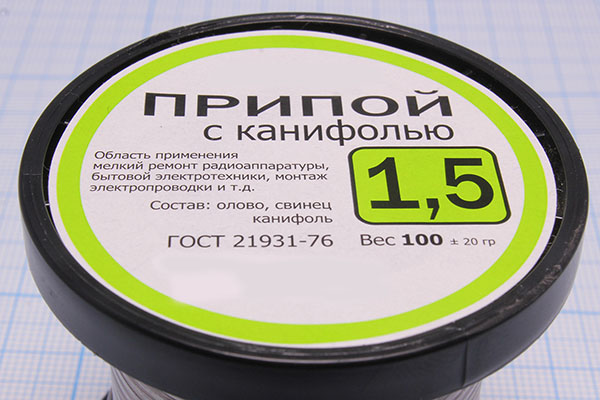 ПРИПОЙ
с канифолью
Область применения
мелкий ремонт радиоаппаратуры,
бытовой электротехники, монтаж
электропроводки и т.д.
1,5
Состав: олово, свинец
канифоль
ГОСТ 21931-76
Вес 100 ± 20 гр